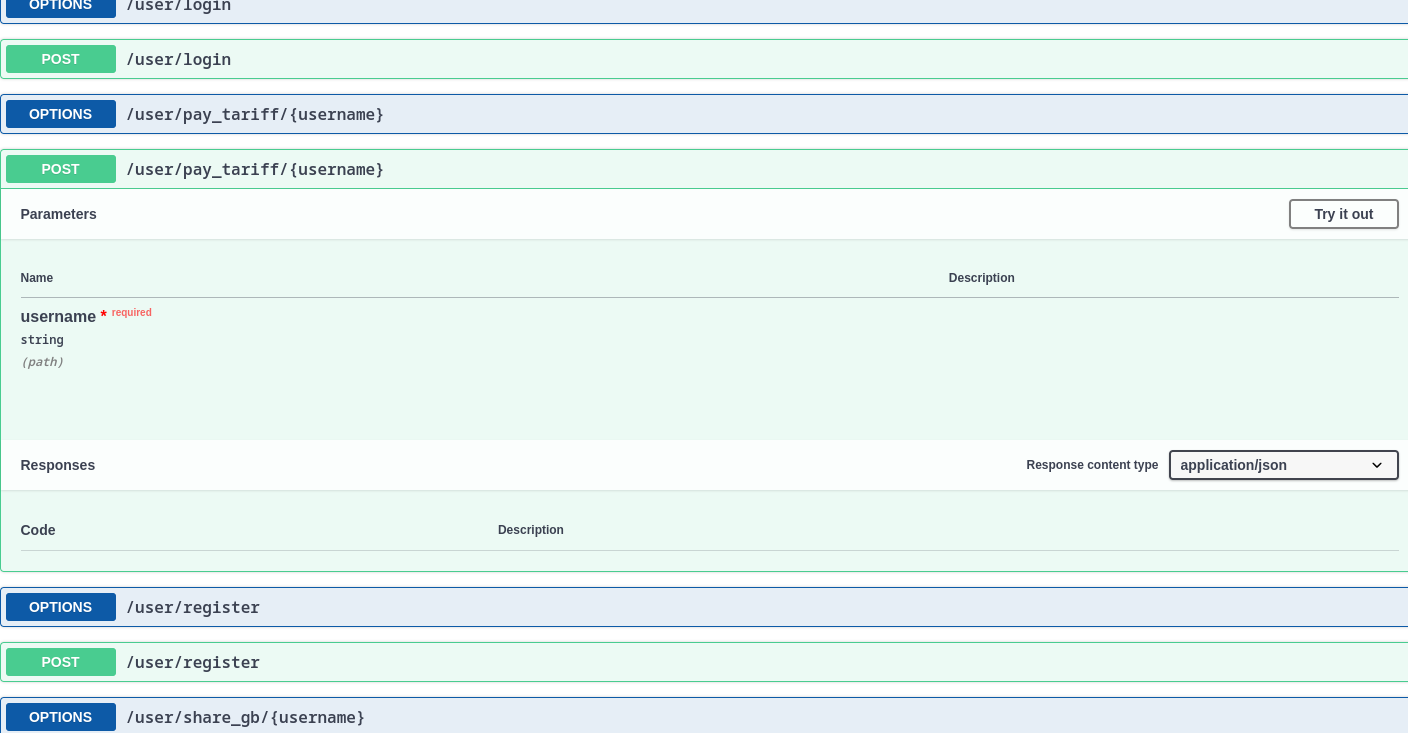 OPTIONS /user/login
POST /user/login
OPTIONS /user/pay_tariff/{username}
POST /user/pay_tariff/{username}
Parameters Try it out
Name Description
username * required
string
(path)
Responses Response content type application/json
Code Description
OPTIONS /user/register
POST /user/register
OPTIONS /user/share_gb/{username}